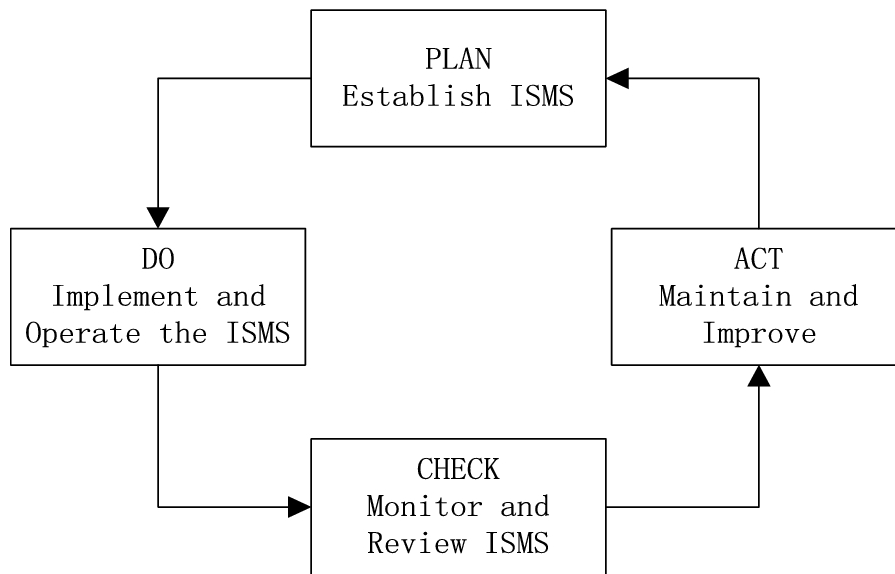 PLAN
Establish ISMS
DO
Implement and
Operate the ISMS
ACT
Maintain and
Improve
CHECK
Monitor and
Review ISMS